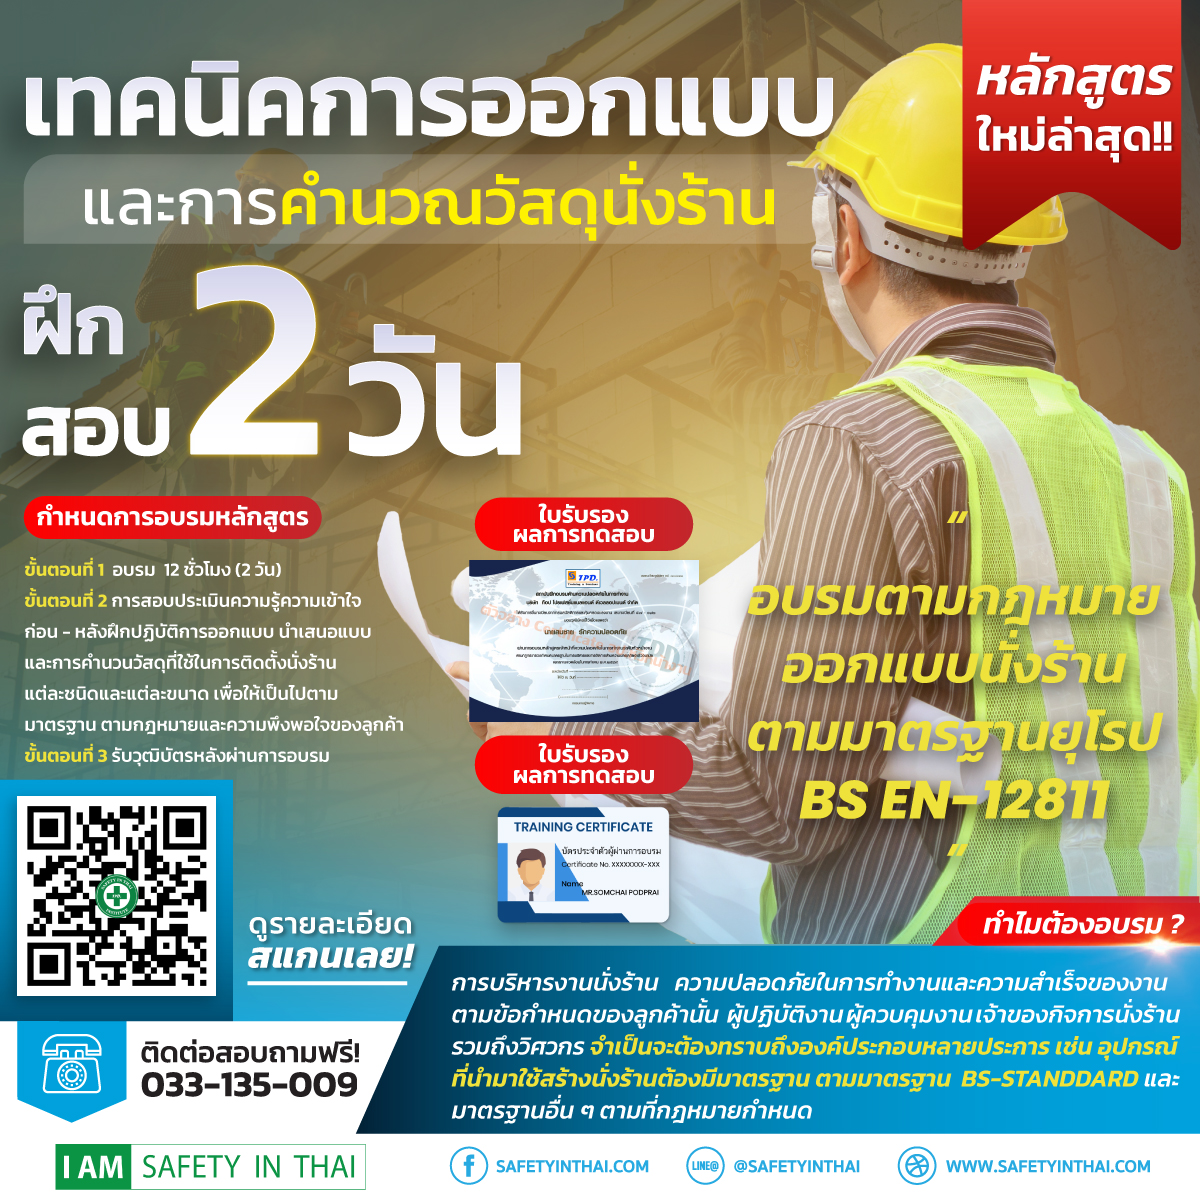 เทคนิคการออกแบบ
และการคำนวณวัสดุนั่งร้าน
หลักสูตร
ใหม่ล่าสุด!!
ฝึก
สอบ
2 วัน
กำหนดการอบรมหลักสูตร
ขั้นตอนที่ 1 อบรม 12 ชั่วโมง (2 วัน)
ขั้นตอนที่ 2 การสอบประเมินความรู้ความเข้าใจ
ก่อน - หลังฝึกปฏิบัติการออกแบบ นำเสนอแบบ
และการคำนวนวัสดุที่ใช้ในการติดตั้งนั่งร้าน
แต่ละชนิดและแต่ละขนาด เพื่อให้เป็นไปตาม
มาตรฐาน ตามกฎหมายและความพึงพอใจของลูกค้า
ขั้นตอนที่ 3 รับวุฒิบัตรหลังผ่านการอบรม
ใบรับรอง
ผลการทดสอบ
TPD.
นายสมชาย รักความปลอดภัย
ใบรับรอง
ผลการทดสอบ
TRAINING CERTIFICATE
บัตรประจำตัวผู้ผ่านการอบรม
Certificate No. XXXXXXXX-XXX
Name
MR.SOMCHAI PODPRAI
"
อบรมตามกฎหมาย
ออกแบบนั่งร้าน
ตามมาตรฐานยุโรป
BS EN-12811
"
SAFETY IN THAI
INSTITUTE
ดูรายละเอียด
สแกนเลย!
ทำไมต้องอบรม ?
การบริหารงานนั่งร้าน ความปลอดภัยในการทำงานและความสำเร็จของงาน
ตามข้อกำหนดของลูกค้านั้น ผู้ปฏิบัติงาน ผู้ควบคุมงาน เจ้าของกิจการนั่งร้าน
รวมถึงวิศวกร จำเป็นจะต้องทราบถึงองค์ประกอบหลายประการ เช่น อุปกรณ์
ที่นำมาใช้สร้างนั่งร้านต้องมีมาตรฐาน ตามมาตรฐาน BS-STANDDARD และ
มาตรฐานอื่น ๆ ตามที่กฎหมายกำหนด
ติดต่อสอบถามฟรี!
033-135-009
I AM SAFETY IN THAI
f SAFETYINTHAI.COM
LINE@ @SAFETYINTHAI
WWW.SAFETYINTHAI.COM